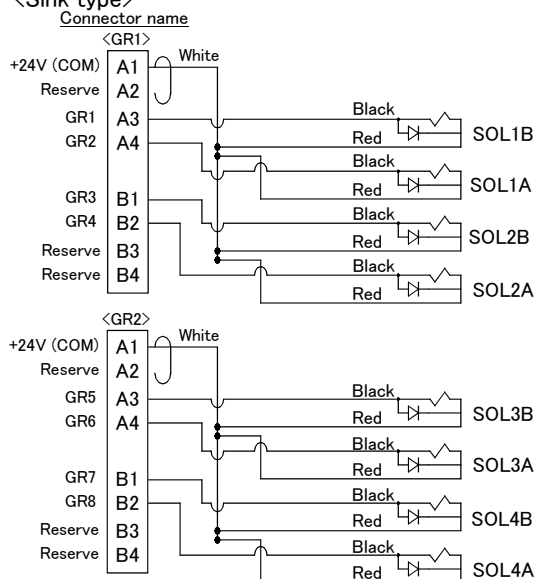 <Sink type>
Connector name
<GR1>
White
+24V (COM) A1
Reserve A2
GR1 A3 Black
SOL1B
GR2 A4 Red
Black
SOL1A
Red
GR3 B1 Black
GR4 B2 Red SOL2B
Reserve B3 Black
Reserve B4 Red SOL2A
<GR2>
White
+24V (COM) A1
Reserve A2
GR5 A3 Black
SOL3B
GR6 A4 Red
Black
SOL3A
Red
GR7 B1 Black
GR8 B2 Red SOL4B
Reserve B3 Black
Reserve B4 Red SOL4A